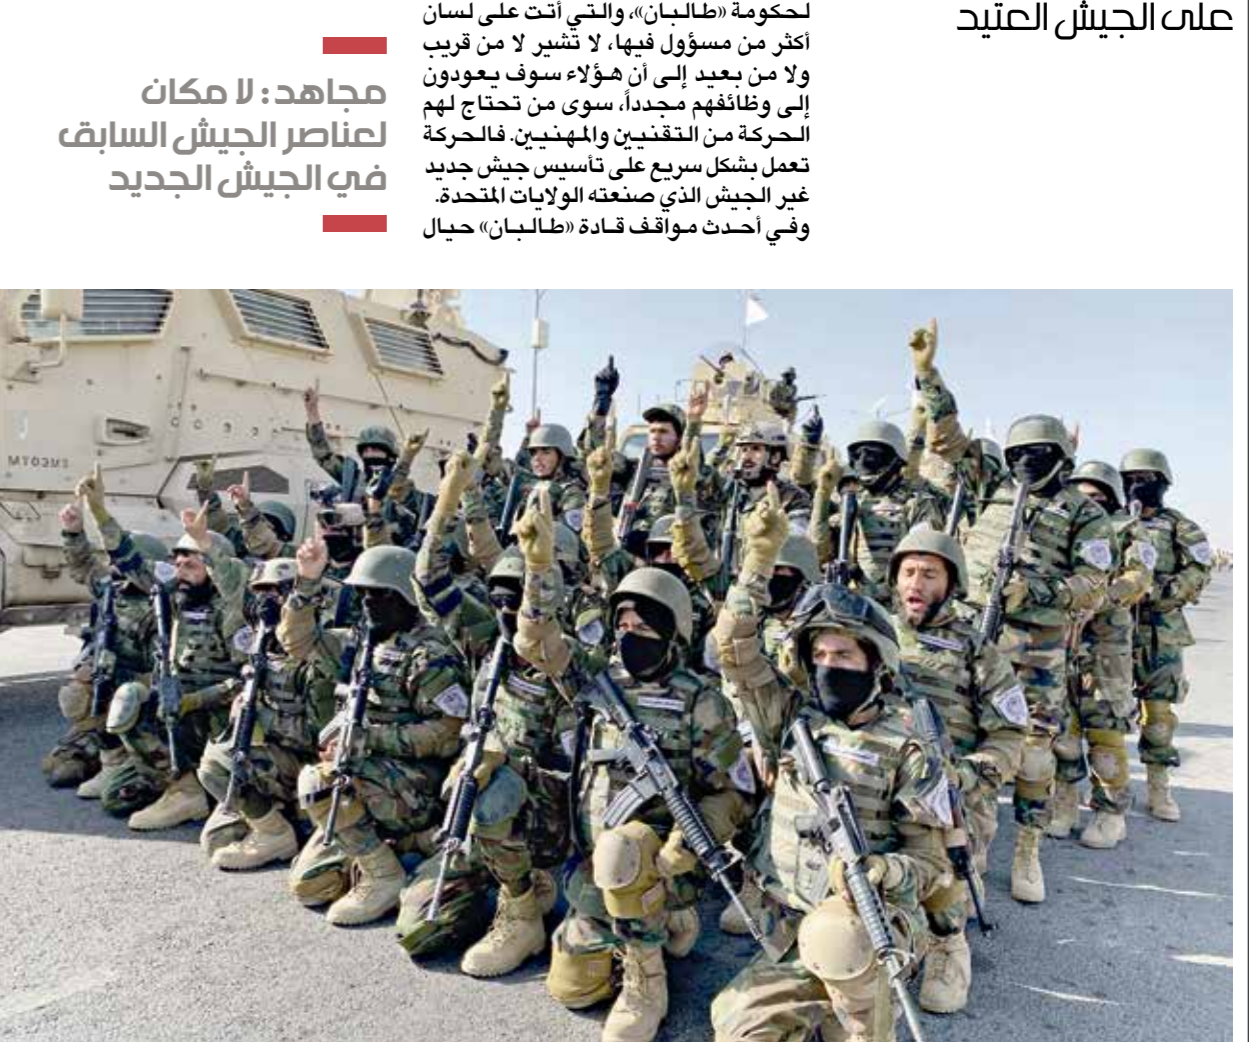 على الجيش العتيد
لحكومة «طالبان»، والتي أتت على لسان
أكثر من مسؤول فيها، لا تشير لا من قريب
ولا من بعيد إلى أن هؤلاء سوف يعودون
إلى وظائفهم مجدداً، سوى من تحتاج لهم
الحركة من التقنيين والمهنيين. فالحركة
تعمل بشكل سريع على تأسيس جيش جديد
غير الجيش الذي صنعته الولايات المتحدة.
وفي أحدث مواقف قادة «طالبان» حيال
مجاهد: لا مكان
لعناصر الجيش السابق
في الجيش الجديد